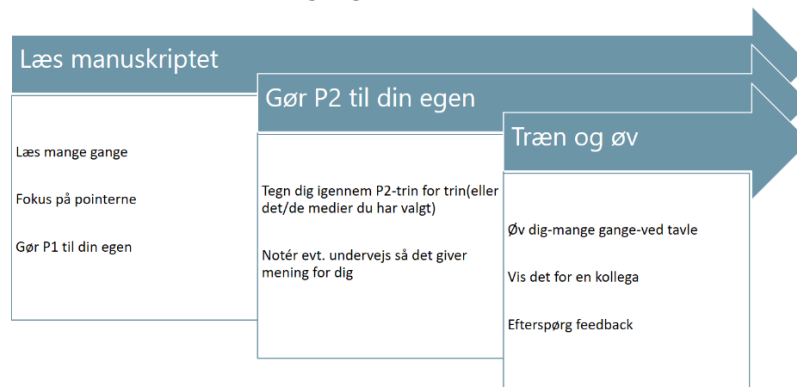 Læs manuskriptet
Læs mange gange
Fokus på pointerne
Gør P1 til din egen
Gør P2 til din egen
Tegn dig igennem P2-trin for trin(eller
det/de medier du har valgt)
Notér evt. undervejs så det giver
mening for dig
Træn og øv
Øv dig-mange gange-ved tavle
Vis det for en kollega
Efterspørg feedback